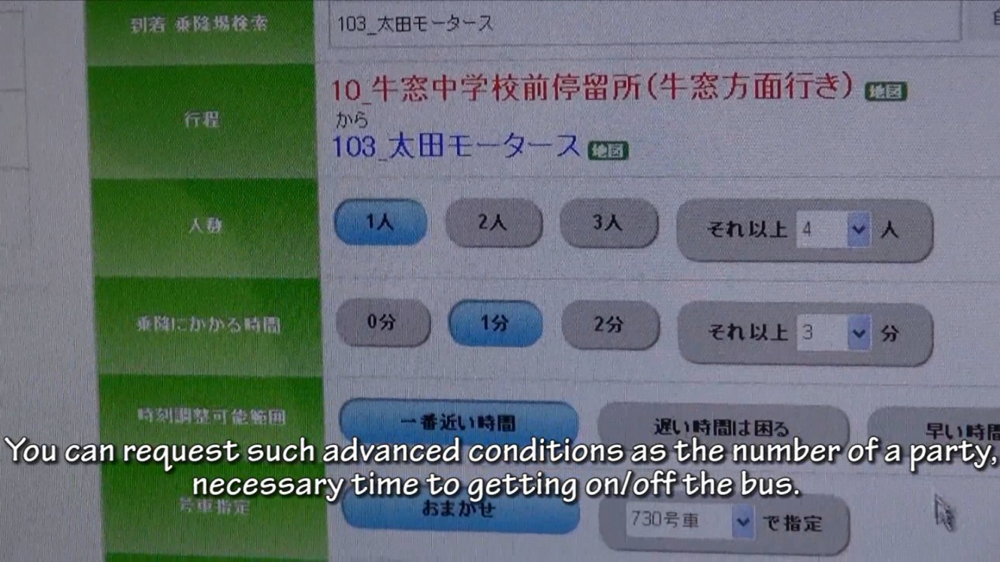 到着 乗降場検索
103_太田モータース
行程
10_牛窓中学校前停留所(牛窓方面行き) 地図
から
103_太田モータース 地図
人数
1人 2人 3人 それ以上 4 人
乗降にかかる時間
0分 1分 2分 それ以上 3 分
時刻調整可能範囲
一番近い時間 遅い時間は困る 早い時間
You can request such advanced conditions as the number of a party,
necessary time to getting on/off the bus.
号車指定
おまかせ 730号車 で指定